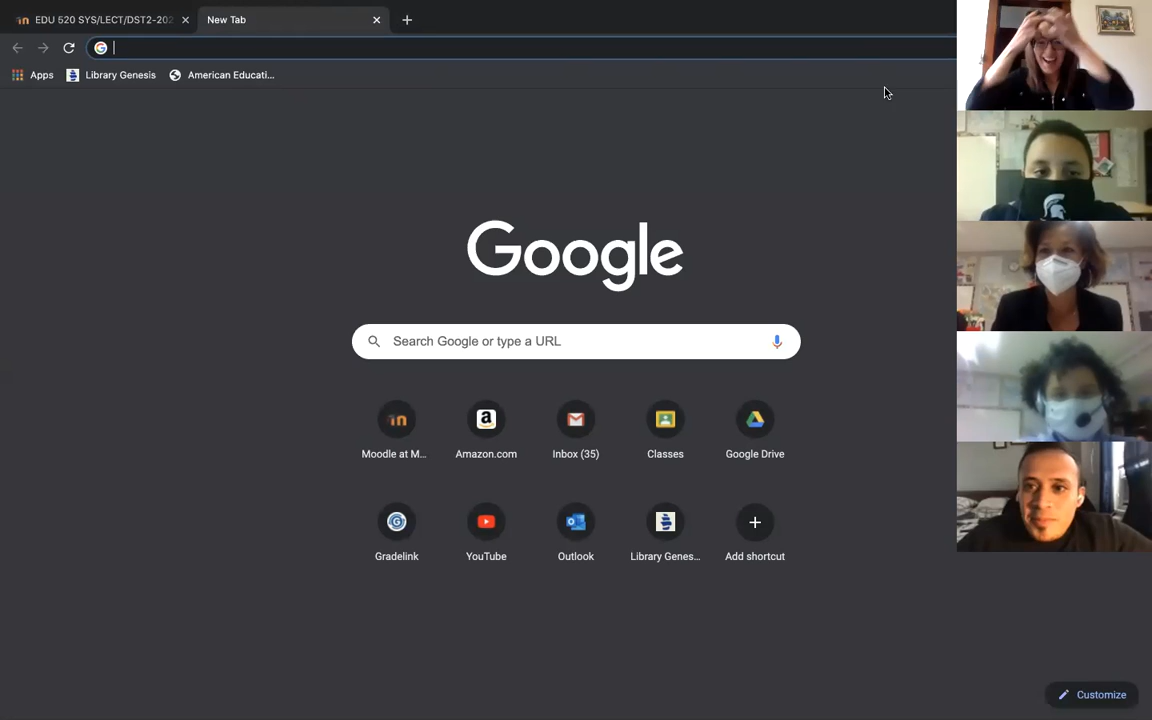 EDU 520 SYS/LECT/DST2-202
New Tab
Apps
Library Genesis
American Educati...
Google
Search Google or type a URL
Moodle at M...
Amazon.com
Inbox (35)
Classes
Google Drive
Gradelink
YouTube
Outlook
Library Genes...
Add shortcut
Customize